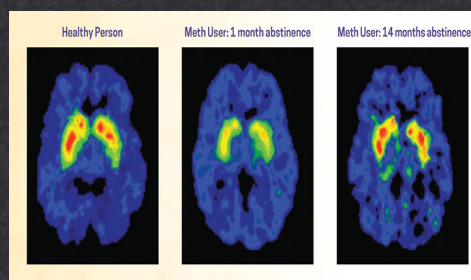 Healthy Person
Meth User: 1 month abstinence
Meth User: 14 months abstinence